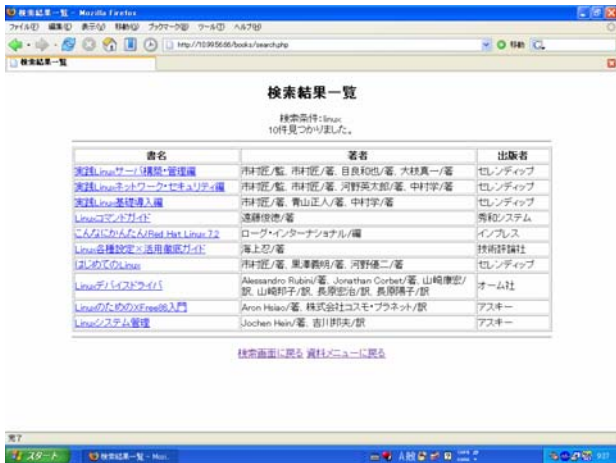 検索結果一覧 - Mozilla Firefox
ファイル(F) 編集(E) 表示(V) 移動(G) ブックマーク(B) ツール(T) ヘルプ(H)
移動
検索結果一覧
検索結果一覧
検索条件:linux
10件見つかりました。
書名 著者 出版者
実践Linuxサーバ構築・管理編 市村匠/監、市村匠/著、目良和也/著、大枝真一/著 セレンディップ
実践Linuxネットワーク・セキュリティ編 市村匠/監、市村匠/著、河野英太郎/著、中村学/著 セレンディップ
実践Linux基礎導入編 市村匠/著、青山正人/著、中村学/著 セレンディップ
Linuxコマンドガイド 遠藤俊徳/著 秀和システム
こんなにかんたん!Red Hat Linux 7.2 ローグ・インターナショナル/編 インプレス
Linux各種設定×活用徹底ガイド 海上忍/著 技術評論社
はじめてのLinux 市村匠/著、黒澤義明/著、河野優二/著 セレンディップ
Linuxデバイスドライバ Alessandro Rubini/著、Jonathan Corbet/著、山崎康宏/訳、山崎邦子/訳、長原宏治/訳、長原陽子/訳 オーム社
LinuxのためのXFree86入門 Aron Hsiao/著、株式会社コスモ・プラネット/訳 アスキー
Linuxシステム管理 Jochen Hein/著、吉川邦夫/訳 アスキー
検索画面に戻る 資料メニューに戻る
完了
スタート 検索結果一覧 - Moz... 9:37